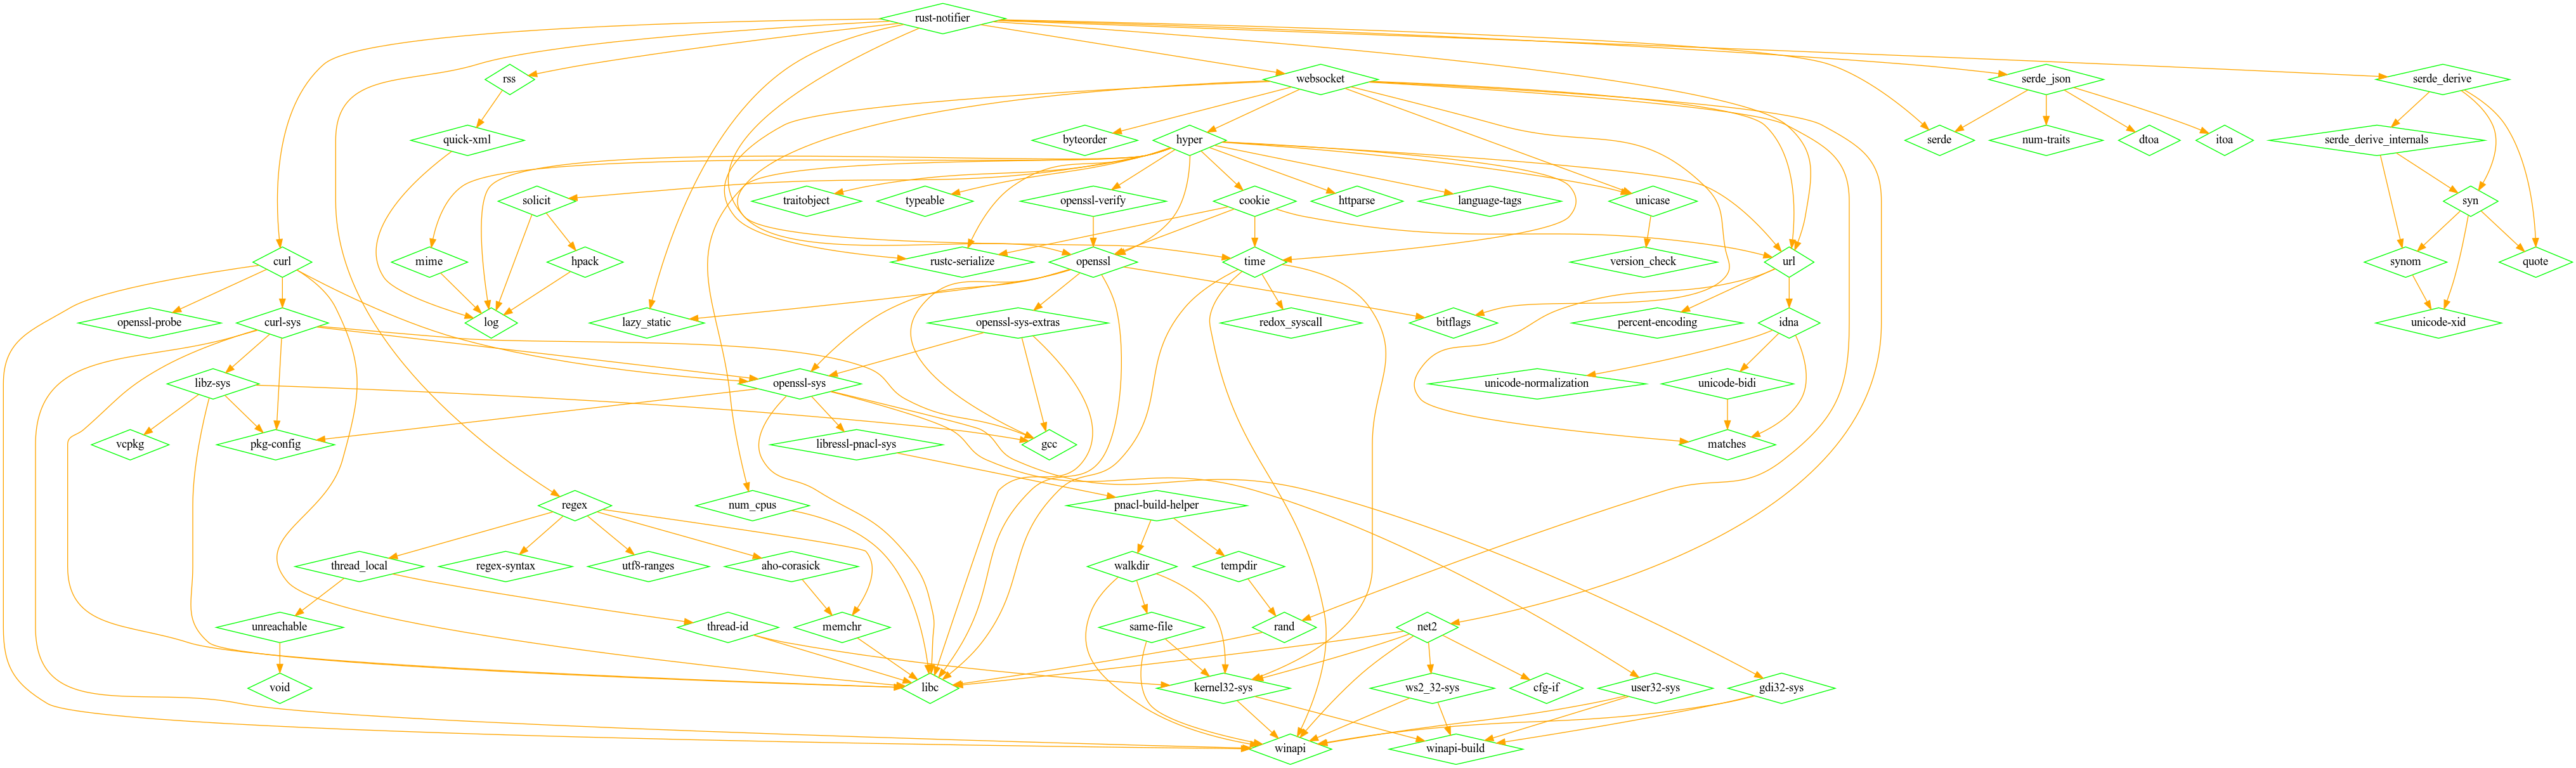 rust-notifier
rss
websocket
serde_json
serde_derive
quick-xml
byteorder
hyper
serde
num-traits
dtoa
itoa
serde_derive_internals
solicit
traitobject
typeable
openssl-verify
cookie
httparse
language-tags
unicase
syn
curl
mime
hpack
rustc-serialize
openssl
time
version_check
url
synom
quote
openssl-probe
curl-sys
log
lazy_static
openssl-sys-extras
redox_syscall
bitflags
percent-encoding
idna
unicode-xid
libz-sys
openssl-sys
unicode-normalization
unicode-bidi
vcpkg
pkg-config
libressl-pnacl-sys
gcc
matches
regex
num_cpus
pnacl-build-helper
thread_local
regex-syntax
utf8-ranges
aho-corasick
walkdir
tempdir
unreachable
thread-id
memchr
same-file
rand
net2
void
libc
kernel32-sys
ws2_32-sys
cfg-if
user32-sys
gdi32-sys
winapi
winapi-build